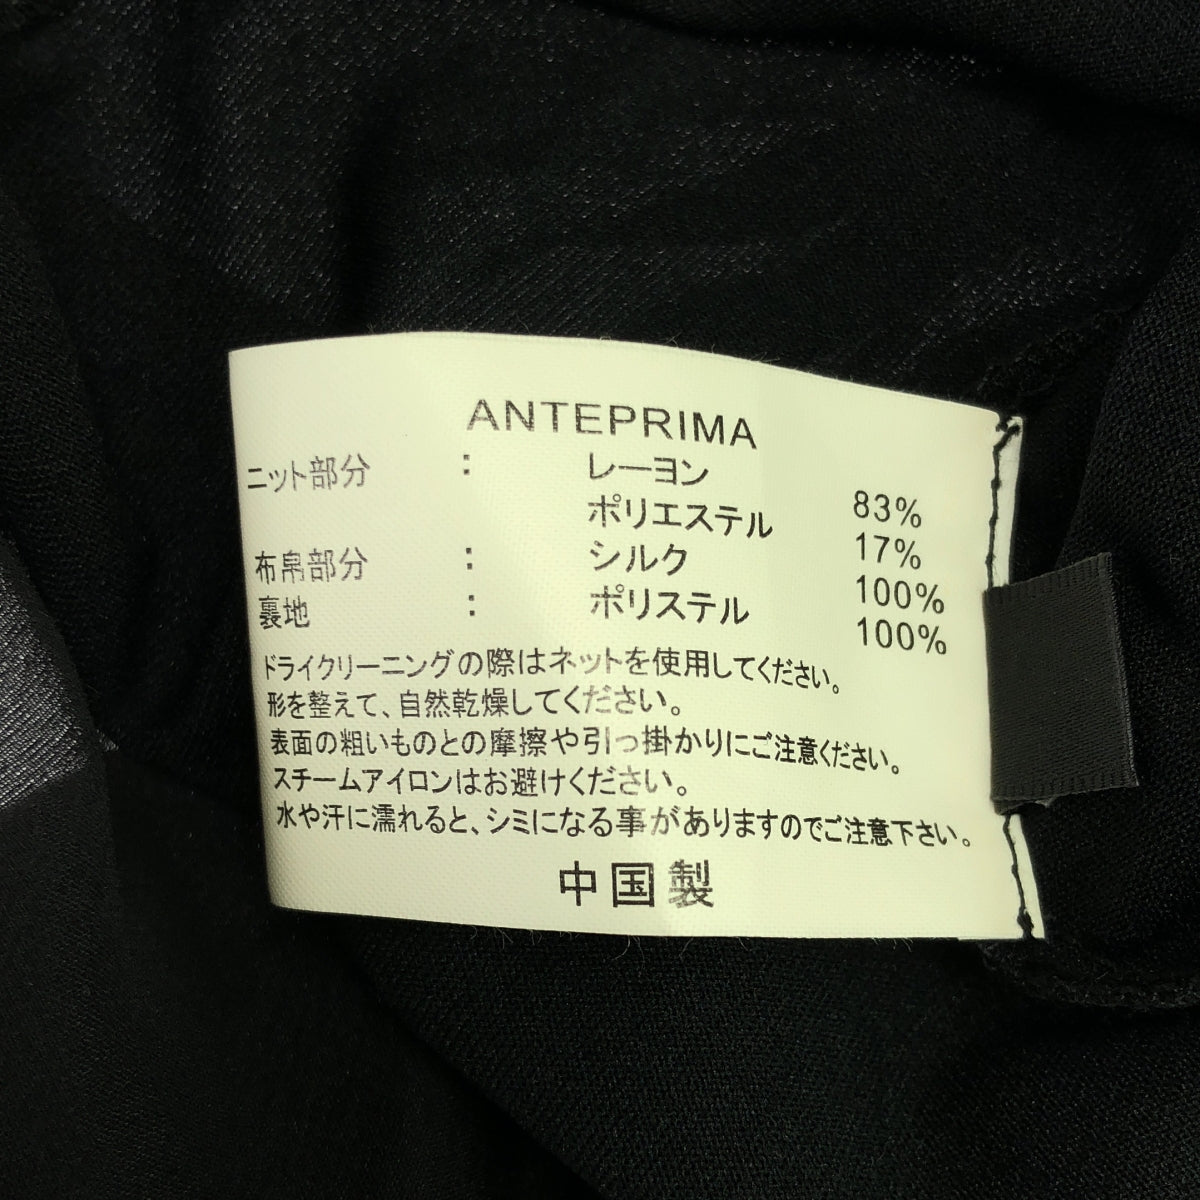 ANTEPRIMA
ニット部分 : レーヨン 83%
ポリエステル 17%
布帛部分 : シルク 100%
裏地 : ポリステル 100%
ドライクリーニングの際はネットを使用してください。
形を整えて、自然乾燥してください。
表面の粗いものとの摩擦や引っ掛かりにご注意ください。
スチームアイロンはお避けください。
水や汗に濡れると、シミになる事がありますのでご注意下さい。
中国製